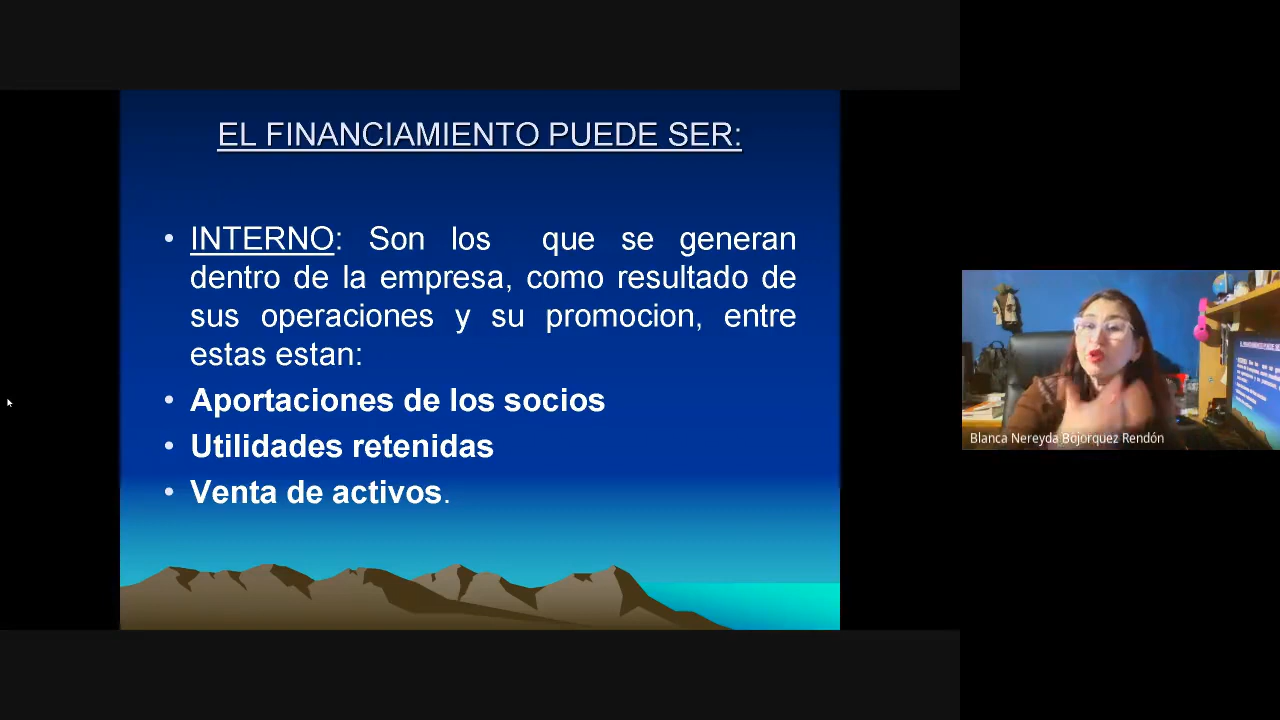 EL FINANCIAMIENTO PUEDE SER:
• INTERNO: Son los que se generan
dentro de la empresa, como resultado de
sus operaciones y su promocion, entre
estas estan:
• Aportaciones de los socios
• Utilidades retenidas
• Venta de activos.
Blanca Nereyda Bojorquez Rendón